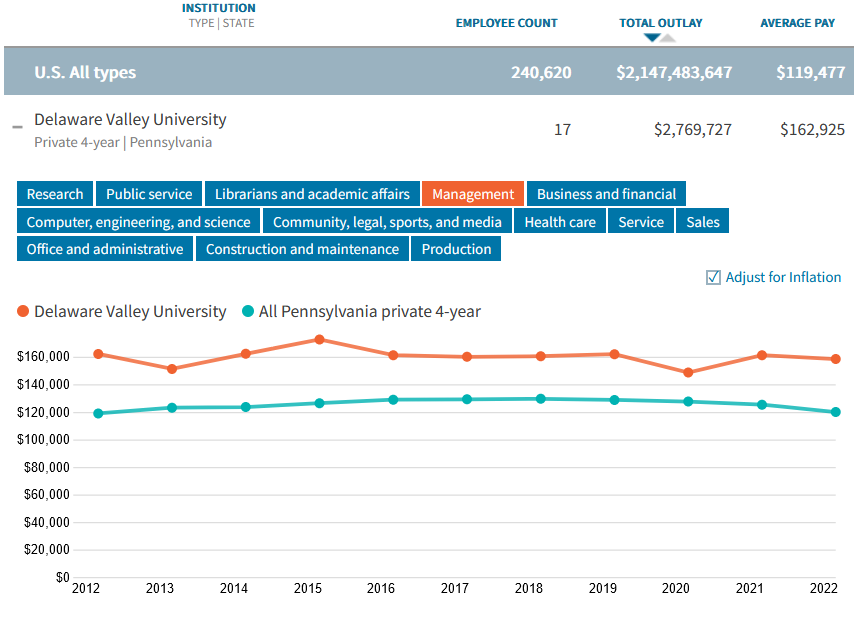 INSTITUTION
TYPE | STATE
EMPLOYEE COUNT
TOTAL OUTLAY
AVERAGE PAY
U.S. All types 240,620 $2,147,483,647 $119,477
Delaware Valley University
Private 4-year | Pennsylvania
17 $2,769,727 $162,925
Research Public service Librarians and academic affairs Management Business and financial
Computer, engineering, and science Community, legal, sports, and media Health care Service Sales
Office and administrative Construction and maintenance Production
Adjust for Inflation
Delaware Valley University All Pennsylvania private 4-year
$160,000
$140,000
$120,000
$100,000
$80,000
$60,000
$40,000
$20,000
$0
2012 2013 2014 2015 2016 2017 2018 2019 2020 2021 2022